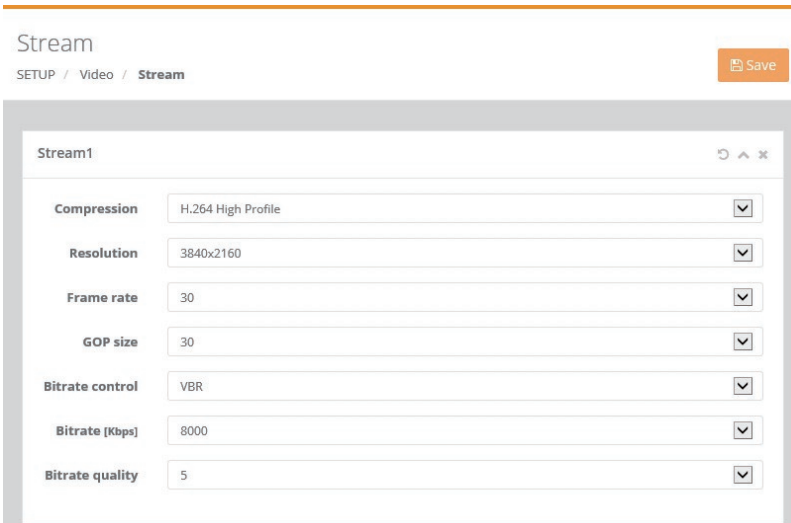 Stream
SETUP / Video / Stream
Save
Stream1
Compression H.264 High Profile
Resolution 3840x2160
Frame rate 30
GOP size 30
Bitrate control VBR
Bitrate [Kbps] 8000
Bitrate quality 5